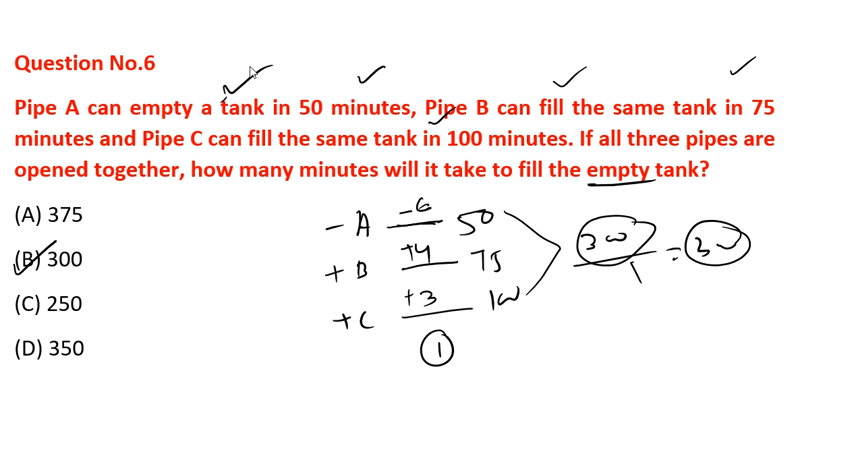 Question No.6
Pipe A can empty a tank in 50 minutes, Pipe B can fill the same tank in 75
minutes and Pipe C can fill the same tank in 100 minutes. If all three pipes are
opened together, how many minutes will it take to fill the empty tank?
(A) 375
(B) 300
(C) 250
(D) 350
- A -6 50
+ B +4 75
+ C +3 100
1
300/1 = 300